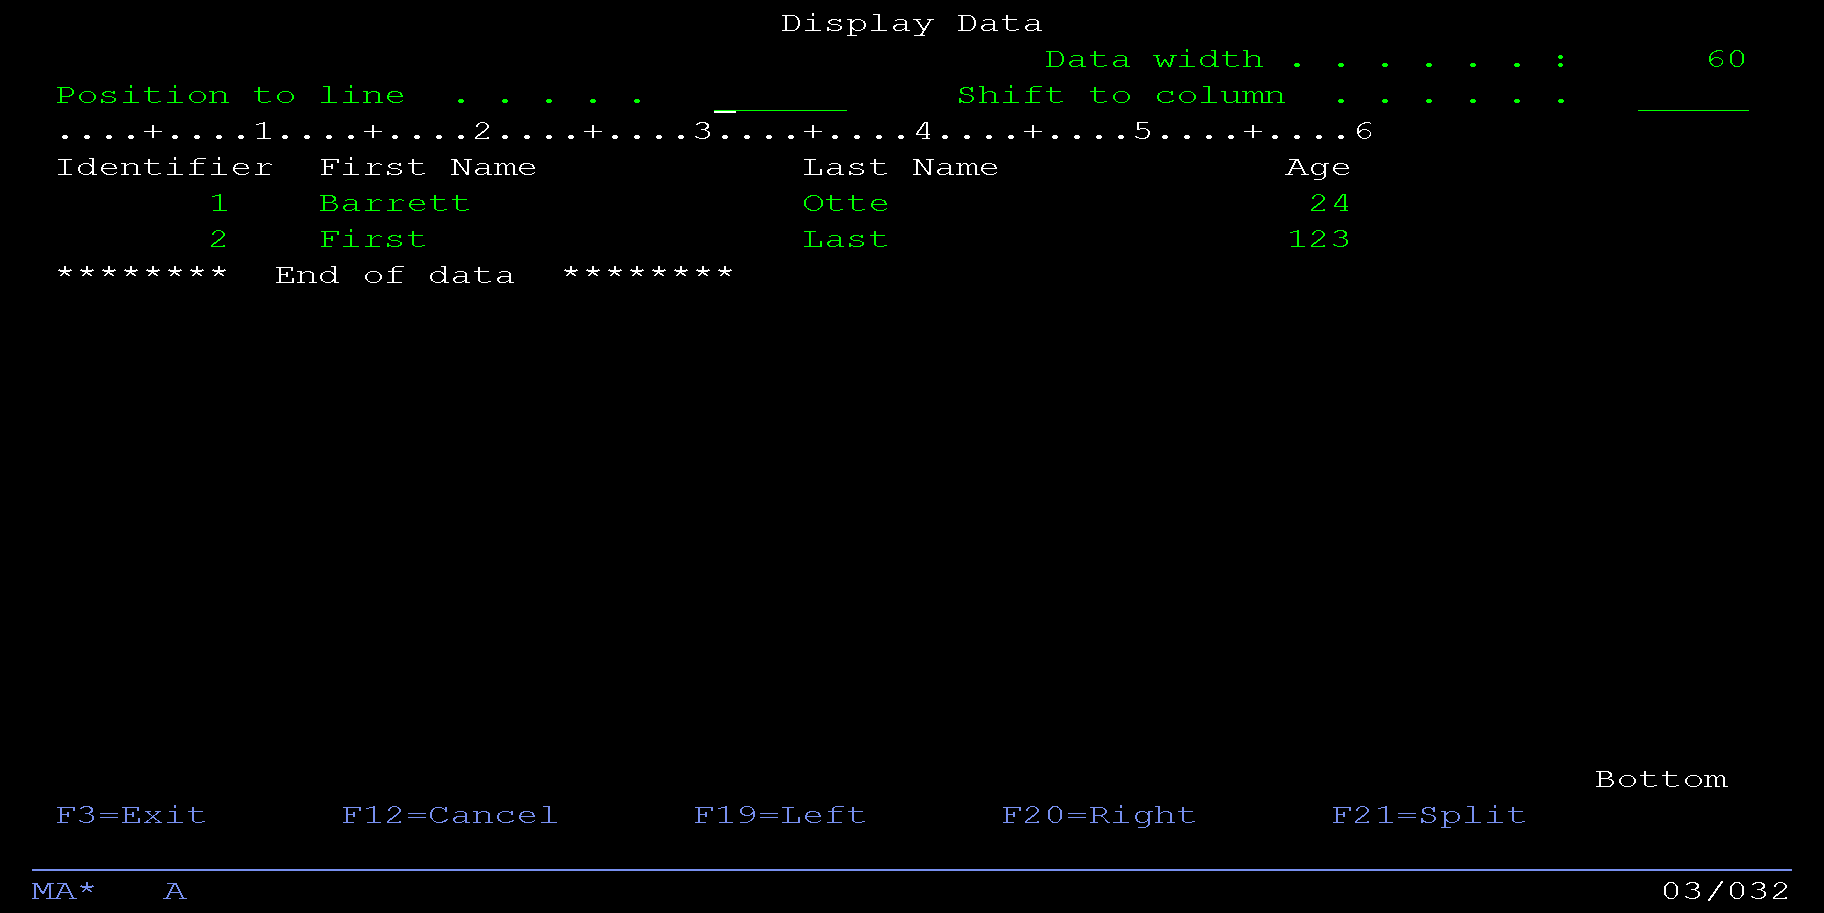 Display Data
Data width . . . . . . : 60
Position to line . . . . . _______ Shift to column . . . . . . _____
....+....1....+....2....+....3....+....4....+....5....+....6
Identifier First Name Last Name Age
1 Barrett Otte 24
2 First Last 123
******** End of data ********
Bottom
F3=Exit F12=Cancel F19=Left F20=Right F21=Split
MA* A 03/032